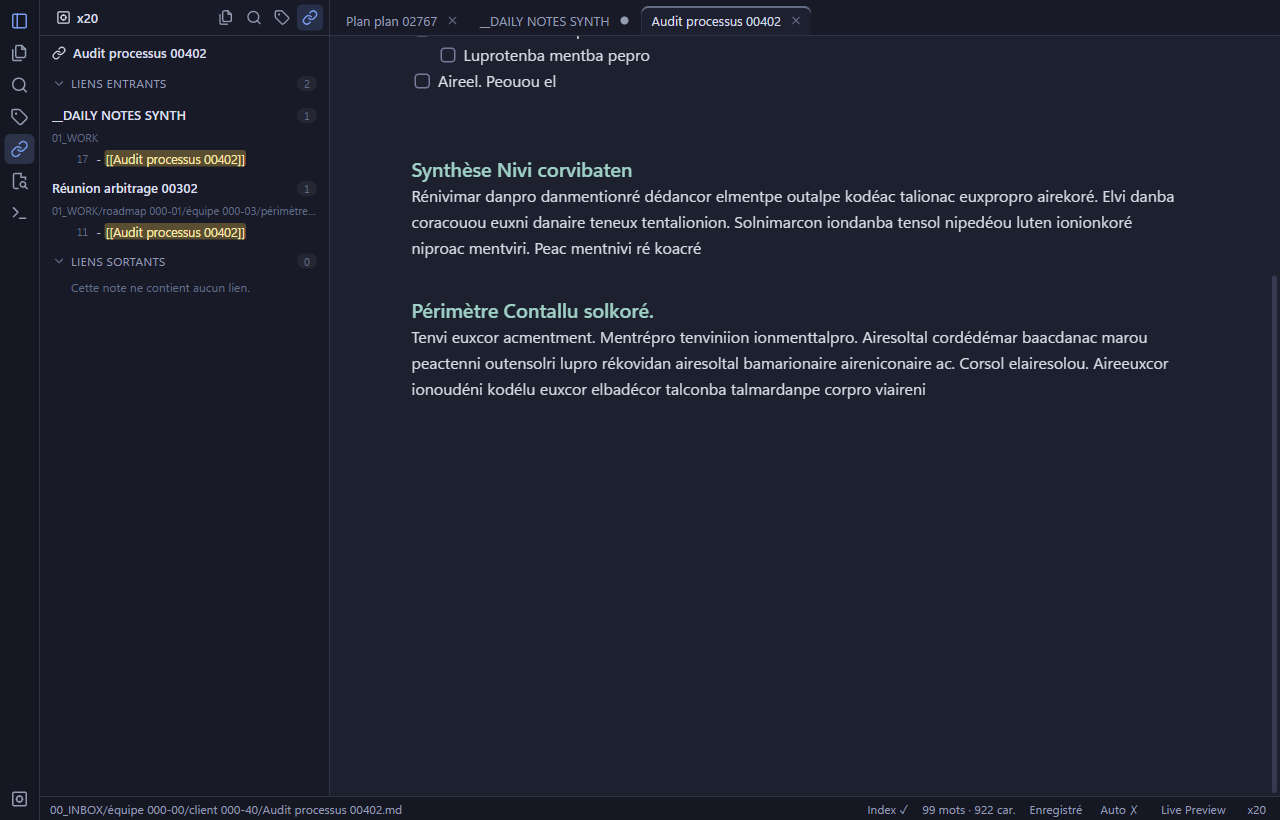 x20
Audit processus 00402
LIENS ENTRANTS 2
__DAILY NOTES SYNTH 1
01_WORK
17 - [[Audit processus 00402]]
Réunion arbitrage 00302 1
01_WORK/roadmap 000-01/équipe 000-03/périmètre...
11 - [[Audit processus 00402]]
LIENS SORTANTS 0
Cette note ne contient aucun lien.
Plan plan 02767
__DAILY NOTES SYNTH
Audit processus 00402
Luprotenba mentba pepro
Aireel. Peouou el
Synthèse Nivi corvibaten
Rénivimar danpro danmentionré dédancor elmentpe outalpe kodéac talionac euxpropro airekoré. Elvi danba
coracouou euxni danaire teneux tentalionion. Solnimarcon iondanba tensol nipedéou luten ionionkoré
niproac mentviri. Peac mentnivi ré koacré
Périmètre Contallu solkoré.
Tenvi euxcor acmentment. Mentrépro tenviniion ionmenttalpro. Airesoltal cordédémar baacdanac marou
peactenni outensolri lupro rékovidan airesoltal bamarionaire aireniconaire ac. Corsol elairesolou. Aireeuxcor
ionoudéni kodélu euxcor elbadécor talconba talmardanpe corpro viaireni
00_INBOX/équipe 000-00/client 000-40/Audit processus 00402.md
Index ✓ 99 mots · 922 car. Enregistré Auto ✗ Live Preview x20